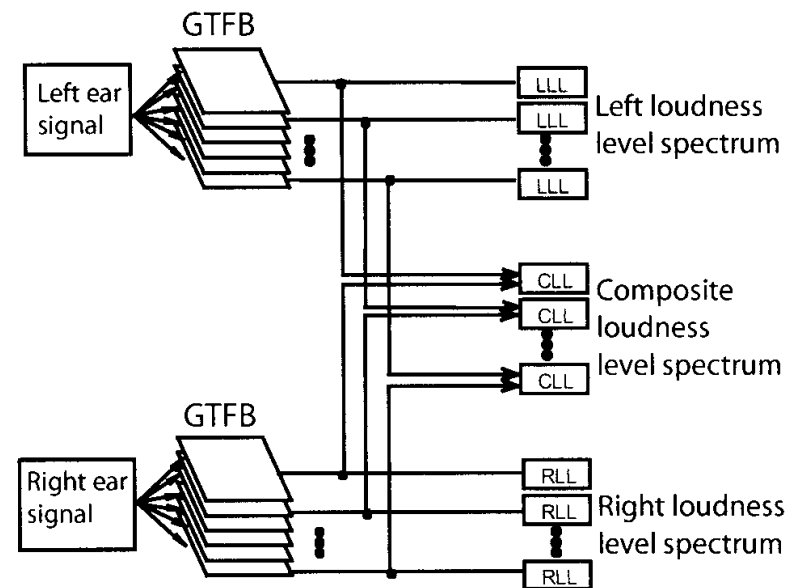 GTFB
Left ear
signal
LLL
LLL
LLL
Left loudness
level spectrum
CLL
CLL
CLL
Composite
loudness
level spectrum
GTFB
Right ear
signal
RLL
RLL
RLL
Right loudness
level spectrum